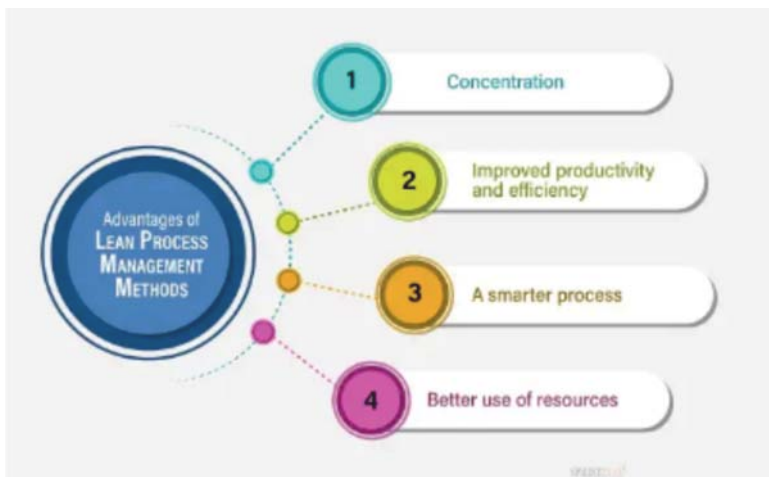 1
Concentration
2
Improved productivity
and efficiency
Advantages of
LEAN PROCESS
MANAGEMENT
METHODS
3
A smarter process
4
Better use of resources